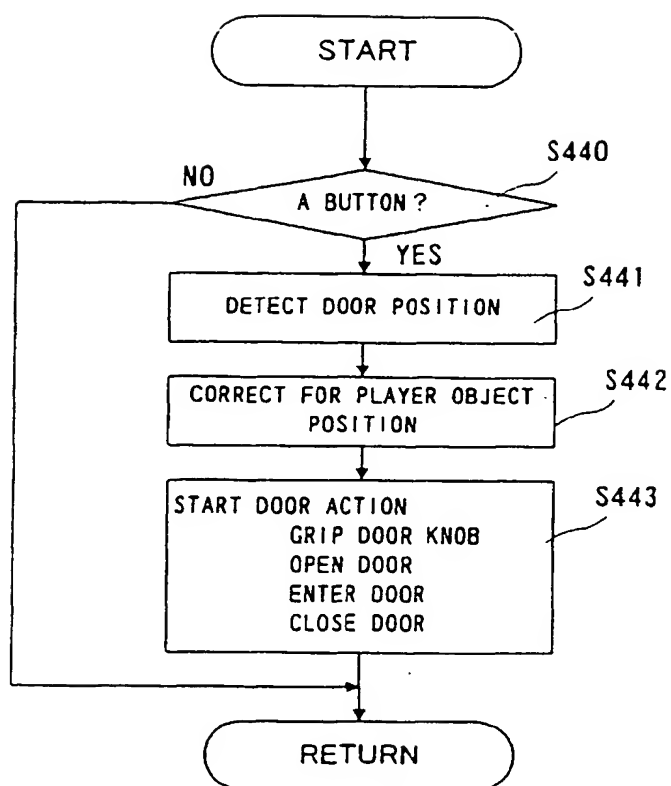 START
S440
NO
A BUTTON?
YES
S441
DETECT DOOR POSITION
S442
CORRECT FOR PLAYER OBJECT
POSITION
S443
START DOOR ACTION
GRIP DOOR KNOB
OPEN DOOR
ENTER DOOR
CLOSE DOOR
RETURN